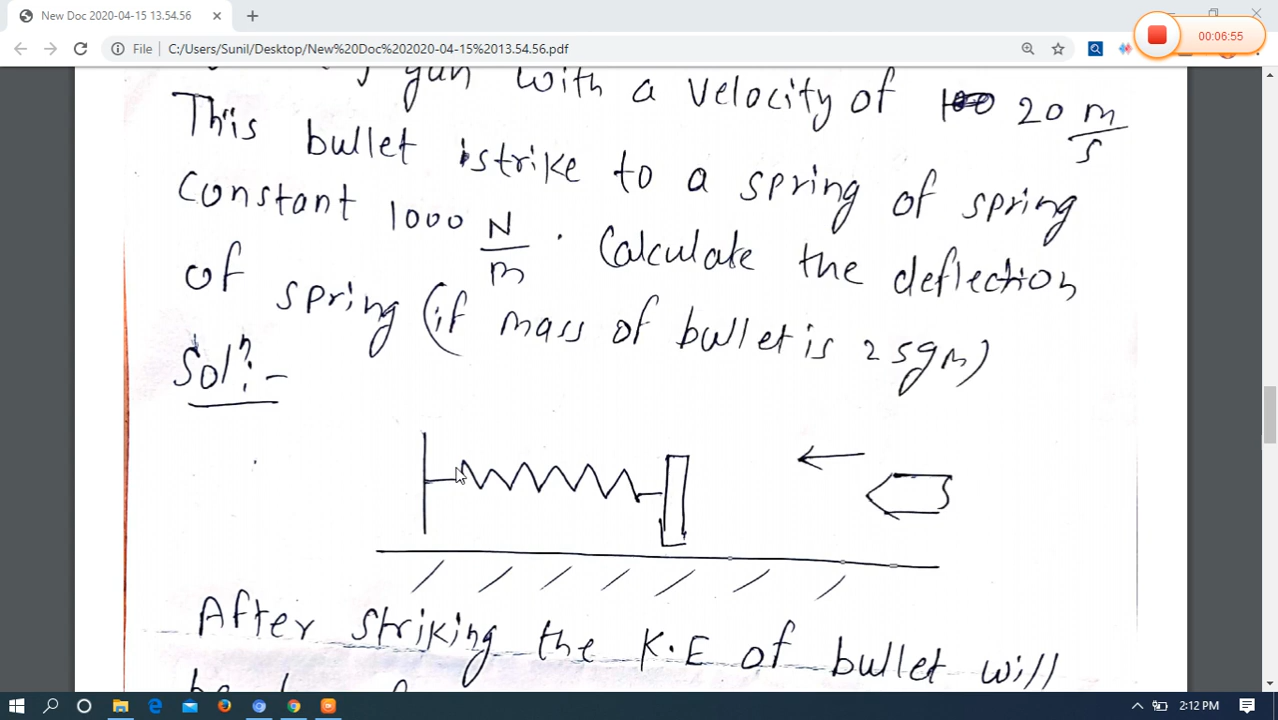 New Doc 2020-04-15 13.54.56
00:06:55
File C:/Users/Sunil/Desktop/New%20Doc%202020-04-15%2013.54.56.pdf
gun with a velocity of 20 m/s
This bullet strike to a spring of spring
constant 1000 N/m . Calculate the deflection
of spring (if mass of bullet is 25gm)
Sol?:-
After striking the K.E of bullet will
2:12 PM